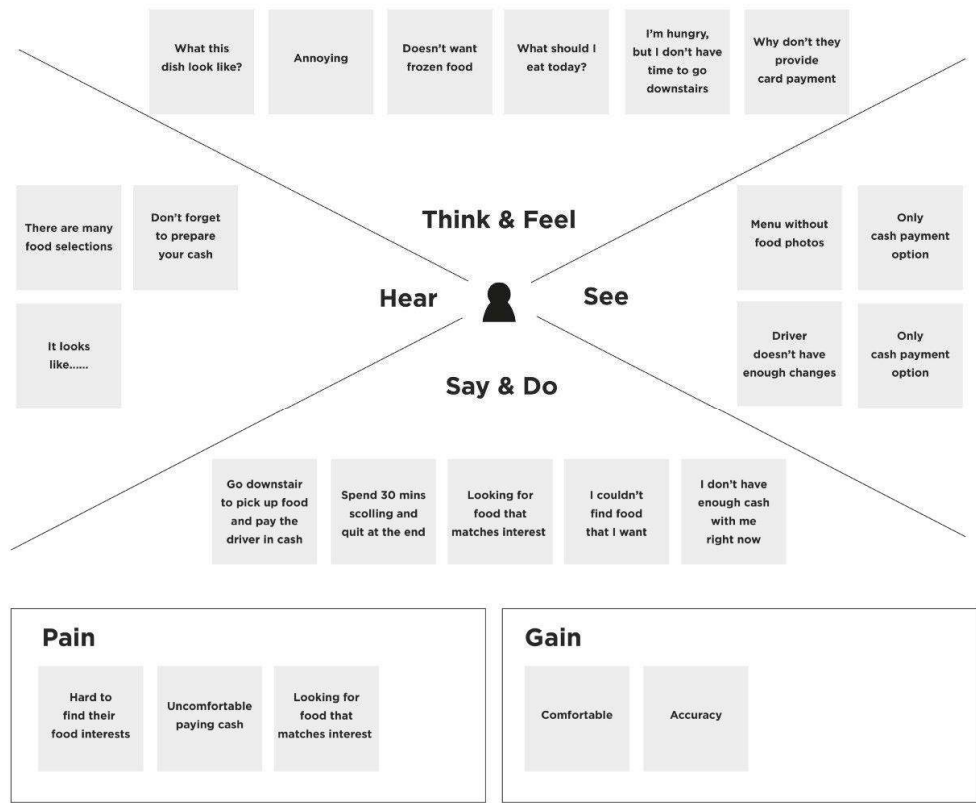 What this
dish look like?
Annoying
Doesn't want
frozen food
What should I
eat today?
I'm hungry,
but I don't have
time to go
downstairs
Why don't they
provide
card payment
Think & Feel
There are many
food selections
Don't forget
to prepare
your cash
It looks
like......
Hear
See
Menu without
food photos
Only
cash payment
option
Driver
doesn't have
enough changes
Only
cash payment
option
Say & Do
Go downstair
to pick up food
and pay the
driver in cash
Spend 30 mins
scolling and
quit at the end
Looking for
food that
matches interest
I couldn't
find food
that I want
I don't have
enough cash
with me
right now
Pain
Hard to
find their
food interests
Uncomfortable
paying cash
Looking for
food that
matches interest
Gain
Comfortable
Accuracy